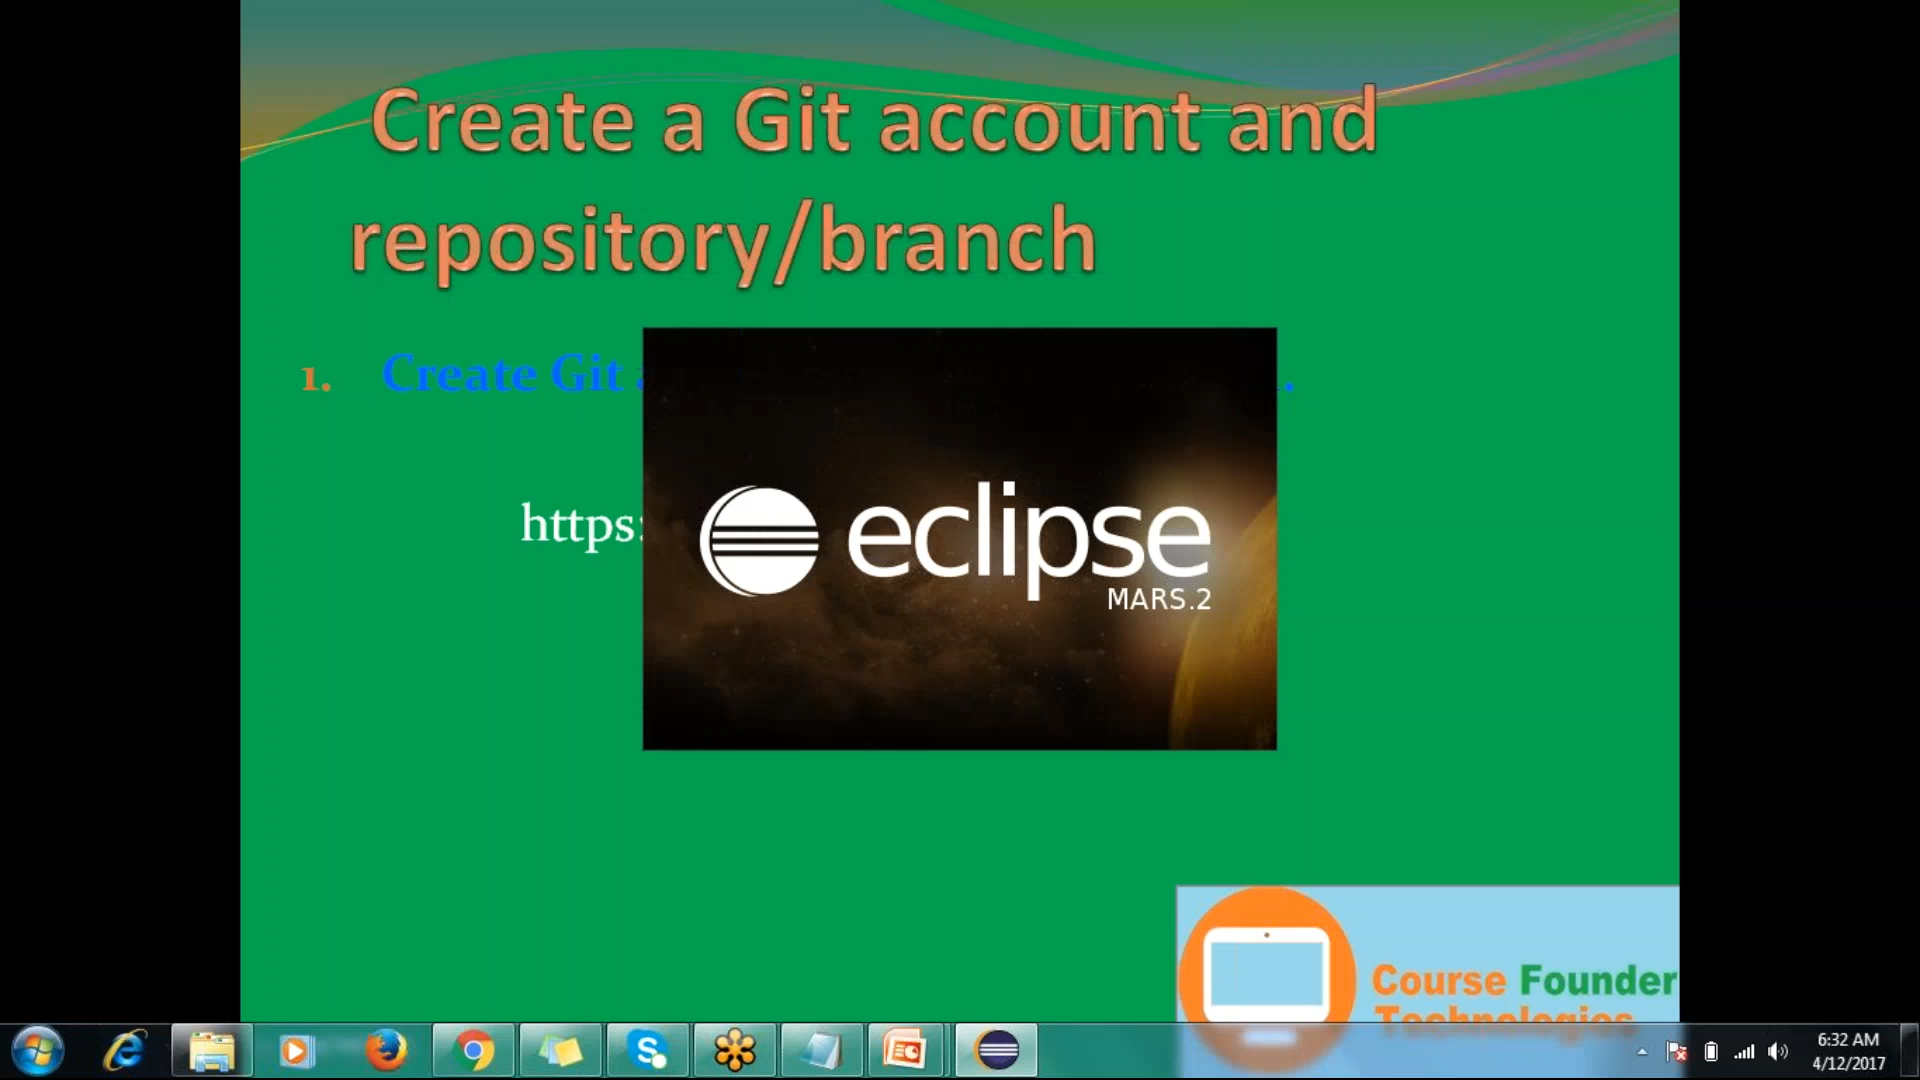 Create a Git account and
repository/branch
1. Create Git
https:
eclipse
MARS.2
Course Founder
Technologies
6:32 AM
4/12/2017